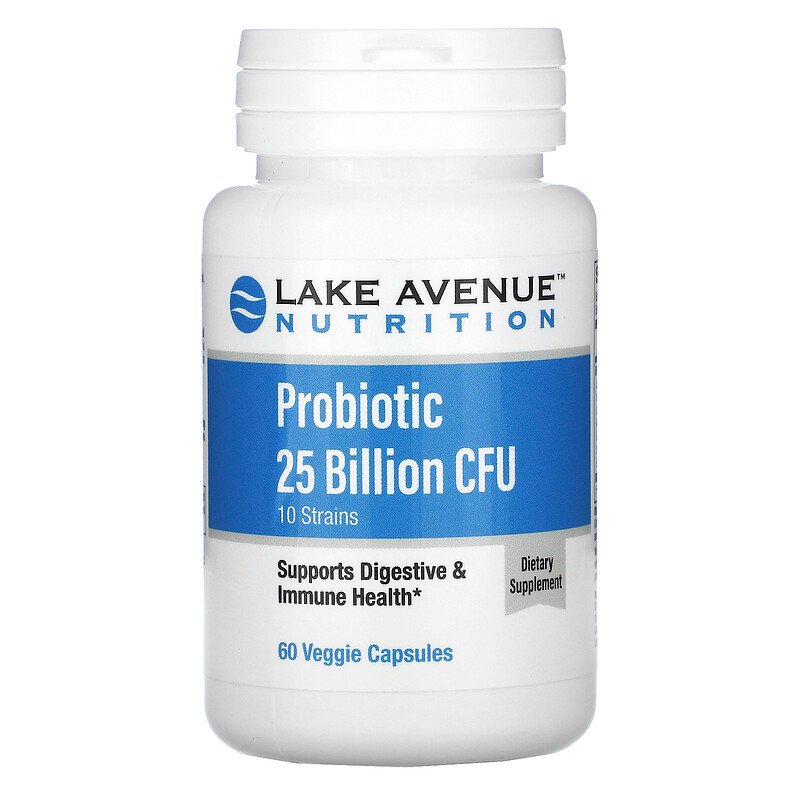 LAKE AVENUE™
NUTRITION
Probiotic
25 Billion CFU
10 Strains
Supports Digestive &
Immune Health*
Dietary
Supplement
60 Veggie Capsules